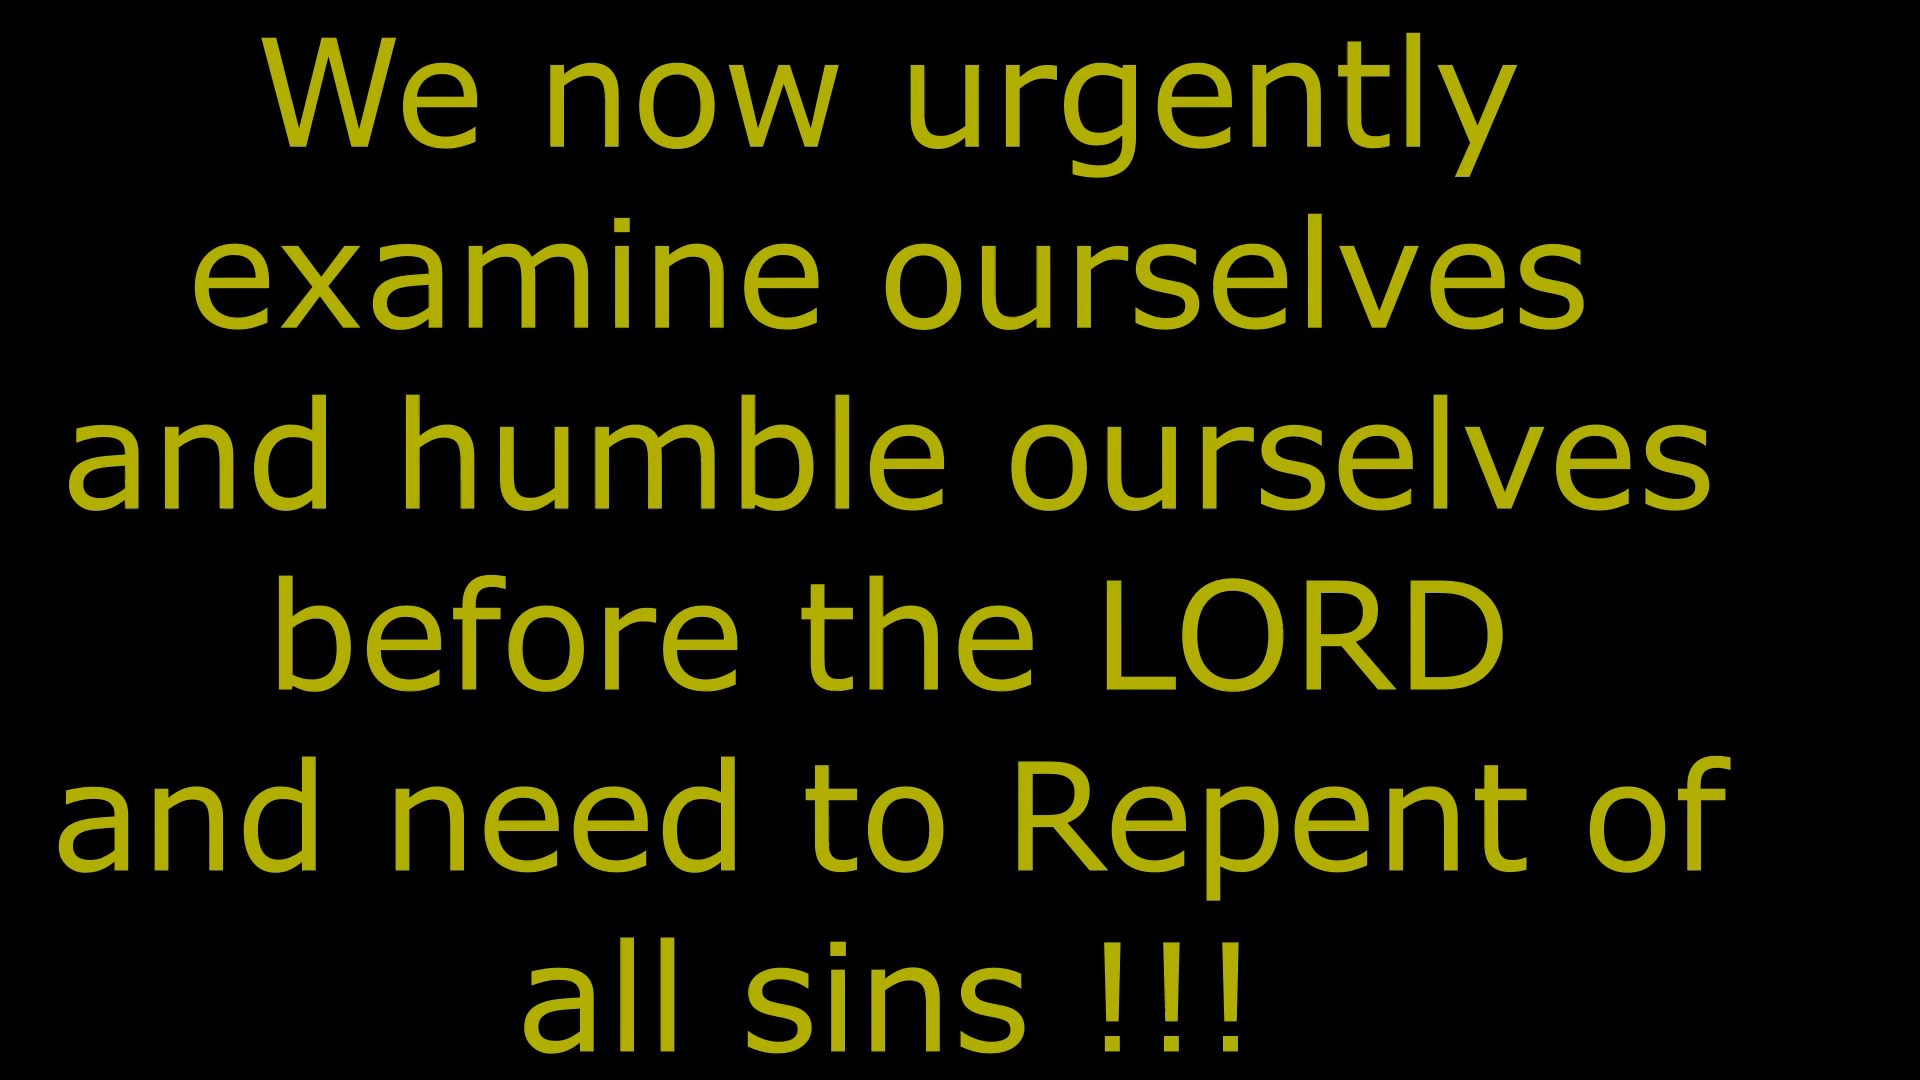 We now urgently
examine ourselves
and humble ourselves
before the LORD
and need to Repent of
all sins !!!